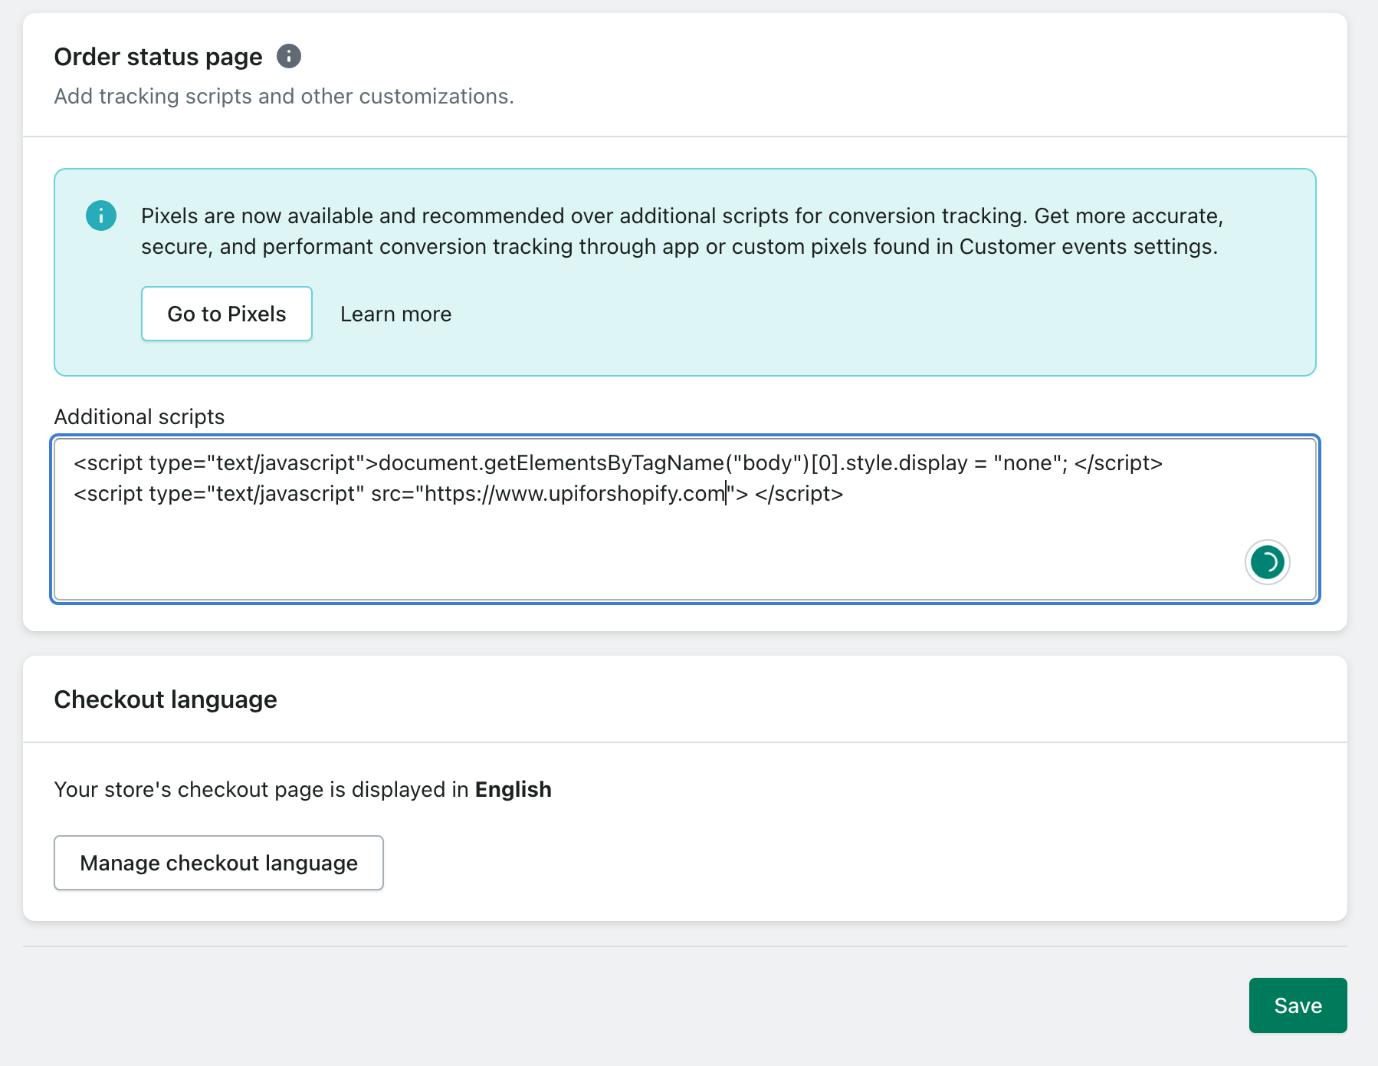 Order status page
Add tracking scripts and other customizations.
Pixels are now available and recommended over additional scripts for conversion tracking. Get more accurate,
secure, and performant conversion tracking through app or custom pixels found in Customer events settings.
Go to Pixels Learn more
Additional scripts
<script type="text/javascript">document.getElementsByTagName("body")[0].style.display = "none"; </script>
<script type="text/javascript" src="https://www.upiforshopify.com"> </script>
Checkout language
Your store's checkout page is displayed in English
Manage checkout language
Save